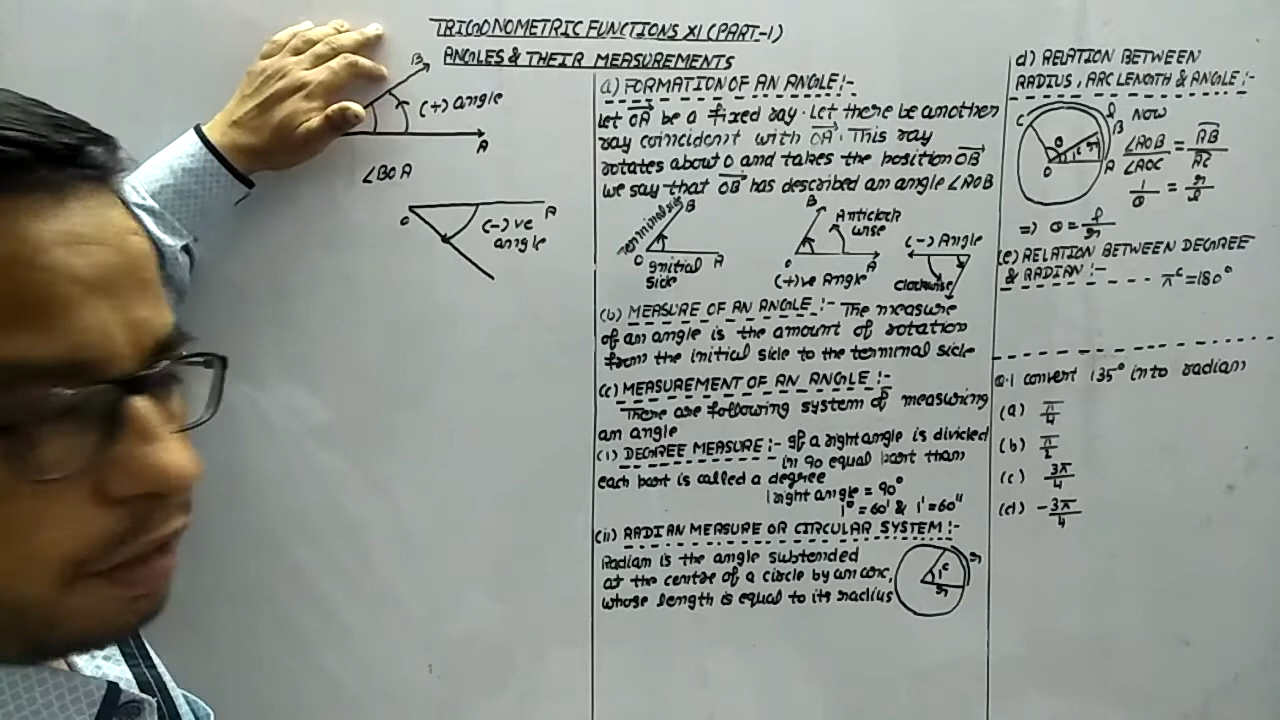 TRIGONOMETRIC FUNCTIONS XI (PART-1)
ANGLES & THEIR MEASUREMENTS
B
(+) angle
A
∠BOA
O
A
(-)ve
angle
a) FORMATION OF AN ANGLE:-
Let OA be a fixed ray. Let there be another
ray coincident with OA. This ray
rotates about O and takes the position OB
we say that OB has described an angle ∠AOB
Terminal side
B
O
A
Initial
side
B
Anticlock
wise
O
A
(+)ve Angle
(-) Angle
Clockwise
(b) MEASURE OF AN ANGLE:- The measure
of an angle is the amount of rotation
from the initial side to the terminal side
(c) MEASUREMENT OF AN ANGLE:-
There are following system of measuring
an angle
(i) DEGREE MEASURE:- If a right angle is divided
in 90 equal part than
each part is called a degree
1 right angle = 90°
1° = 60' & 1' = 60"
(ii) RADIAN MEASURE OR CIRCULAR SYSTEM:-
Radian is the angle subtended
at the centre of a circle by an arc,
whose length is equal to its radius
1ᶜ
r
r
d) RELATION BETWEEN
RADIUS, ARC LENGTH & ANGLE:-
C
l
B
θ
1ᶜ
r
A
O
NOW
∠AOB/∠AOC = AB/AC
1/θ = r/l
⇒ θ = l/r
(e) RELATION BETWEEN DEGREE
& RADIAN:-
πᶜ = 180°
Q.1 convert 135° into radian
(a) π/4
(b) π/2
(c) 3π/4
(d) -3π/4